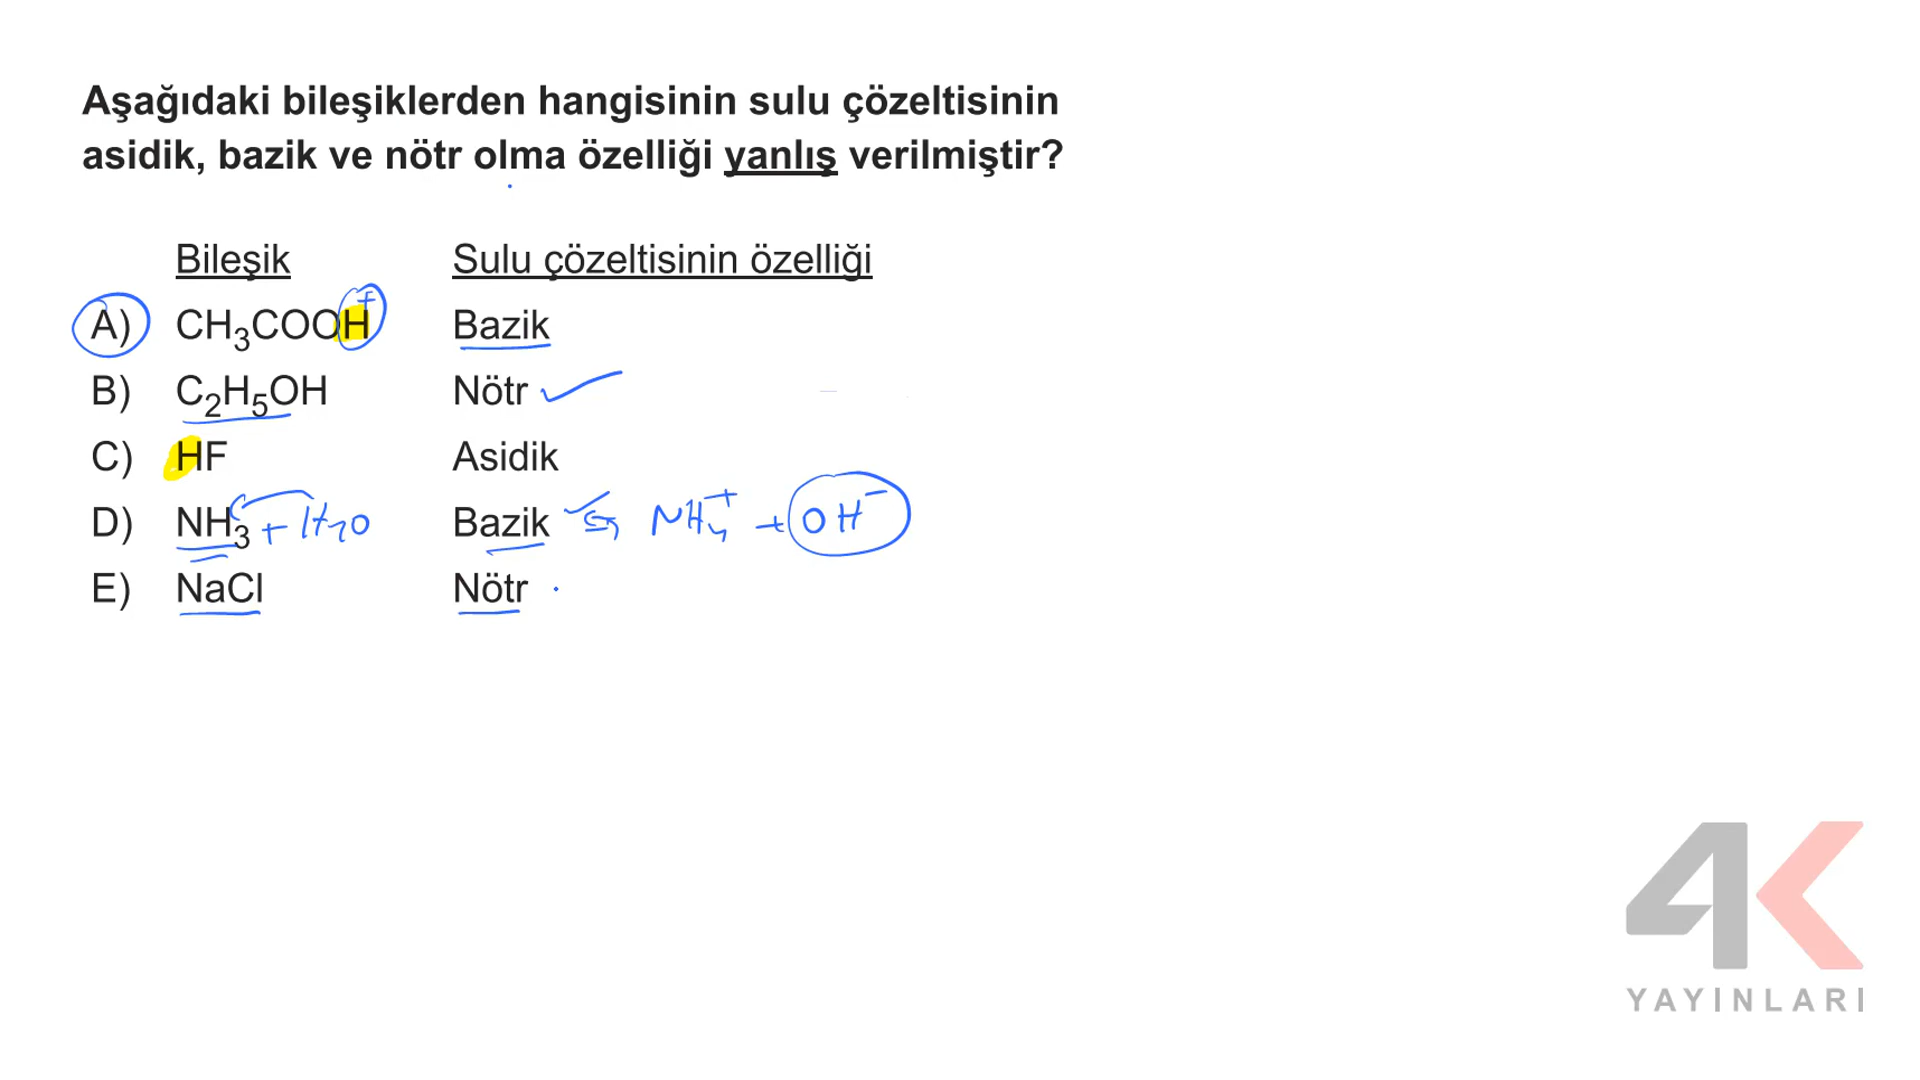 Aşağıdaki bileşiklerden hangisinin sulu çözeltisinin
asidik, bazik ve nötr olma özelliği yanlış verilmiştir?
Bileşik Sulu çözeltisinin özelliği
A) CH₃COOH⁺ Bazik
B) C₂H₅OH Nötr
C) HF Asidik
D) NH₃ + H₂O Bazik ⇆ NH₄⁺ + OH⁻
E) NaCl Nötr
4K
YAYINLARI